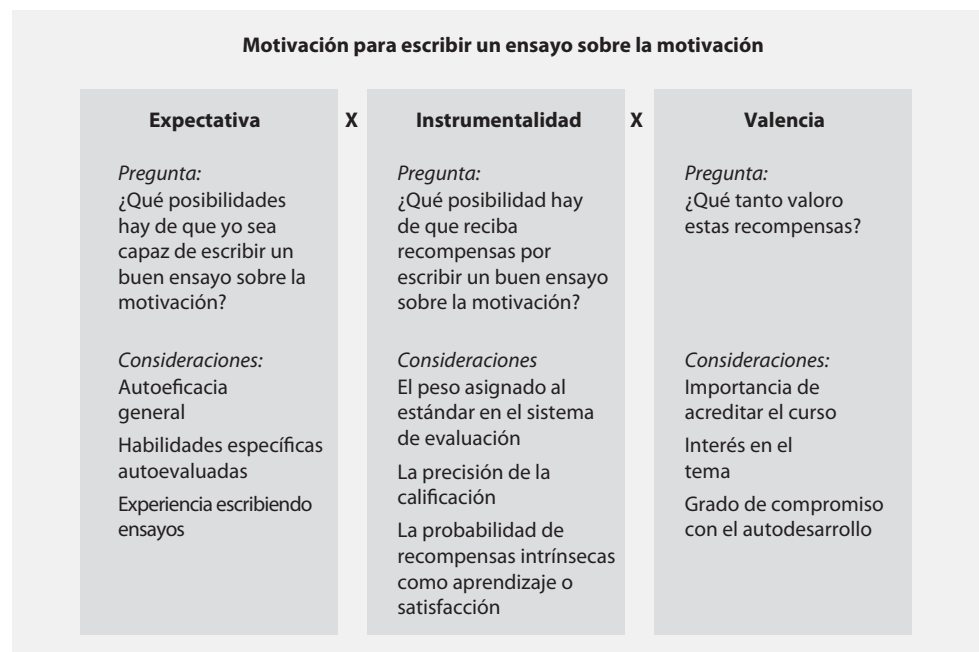 Motivación para escribir un ensayo sobre la motivación
Expectativa X Instrumentalidad X Valencia
Pregunta:
¿Qué posibilidades
hay de que yo sea
capaz de escribir un
buen ensayo sobre la
motivación?
Consideraciones:
Autoeficacia
general
Habilidades específicas
autoevaluadas
Experiencia escribiendo
ensayos
Pregunta:
¿Qué posibilidad hay
de que reciba
recompensas por
escribir un buen ensayo
sobre la motivación?
Consideraciones
El peso asignado al
estándar en el sistema
de evaluación
La precisión de la
calificación
La probabilidad de
recompensas intrínsecas
como aprendizaje o
satisfacción
Pregunta:
¿Qué tanto valoro
estas recompensas?
Consideraciones:
Importancia de
acreditar el curso
Interés en el
tema
Grado de compromiso
con el autodesarrollo